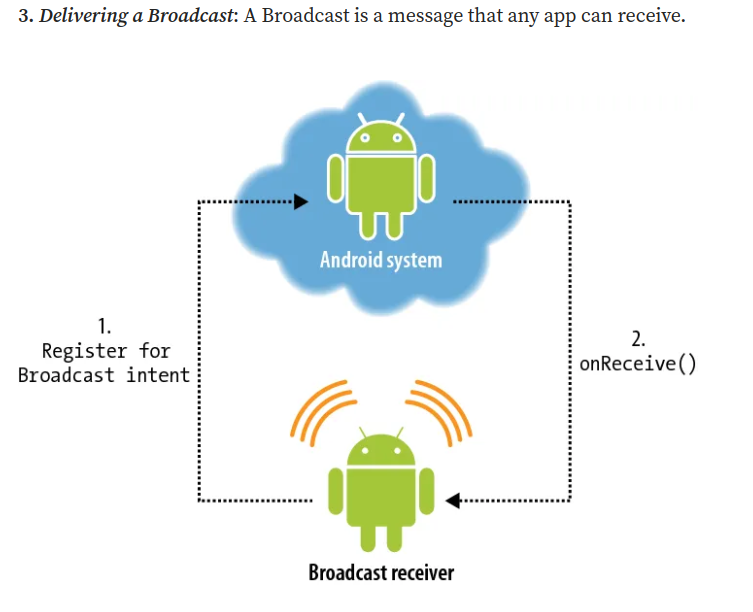 3. Delivering a Broadcast: A Broadcast is a message that any app can receive.
Android system
1.
Register for
Broadcast intent
2.
onReceive()
Broadcast receiver